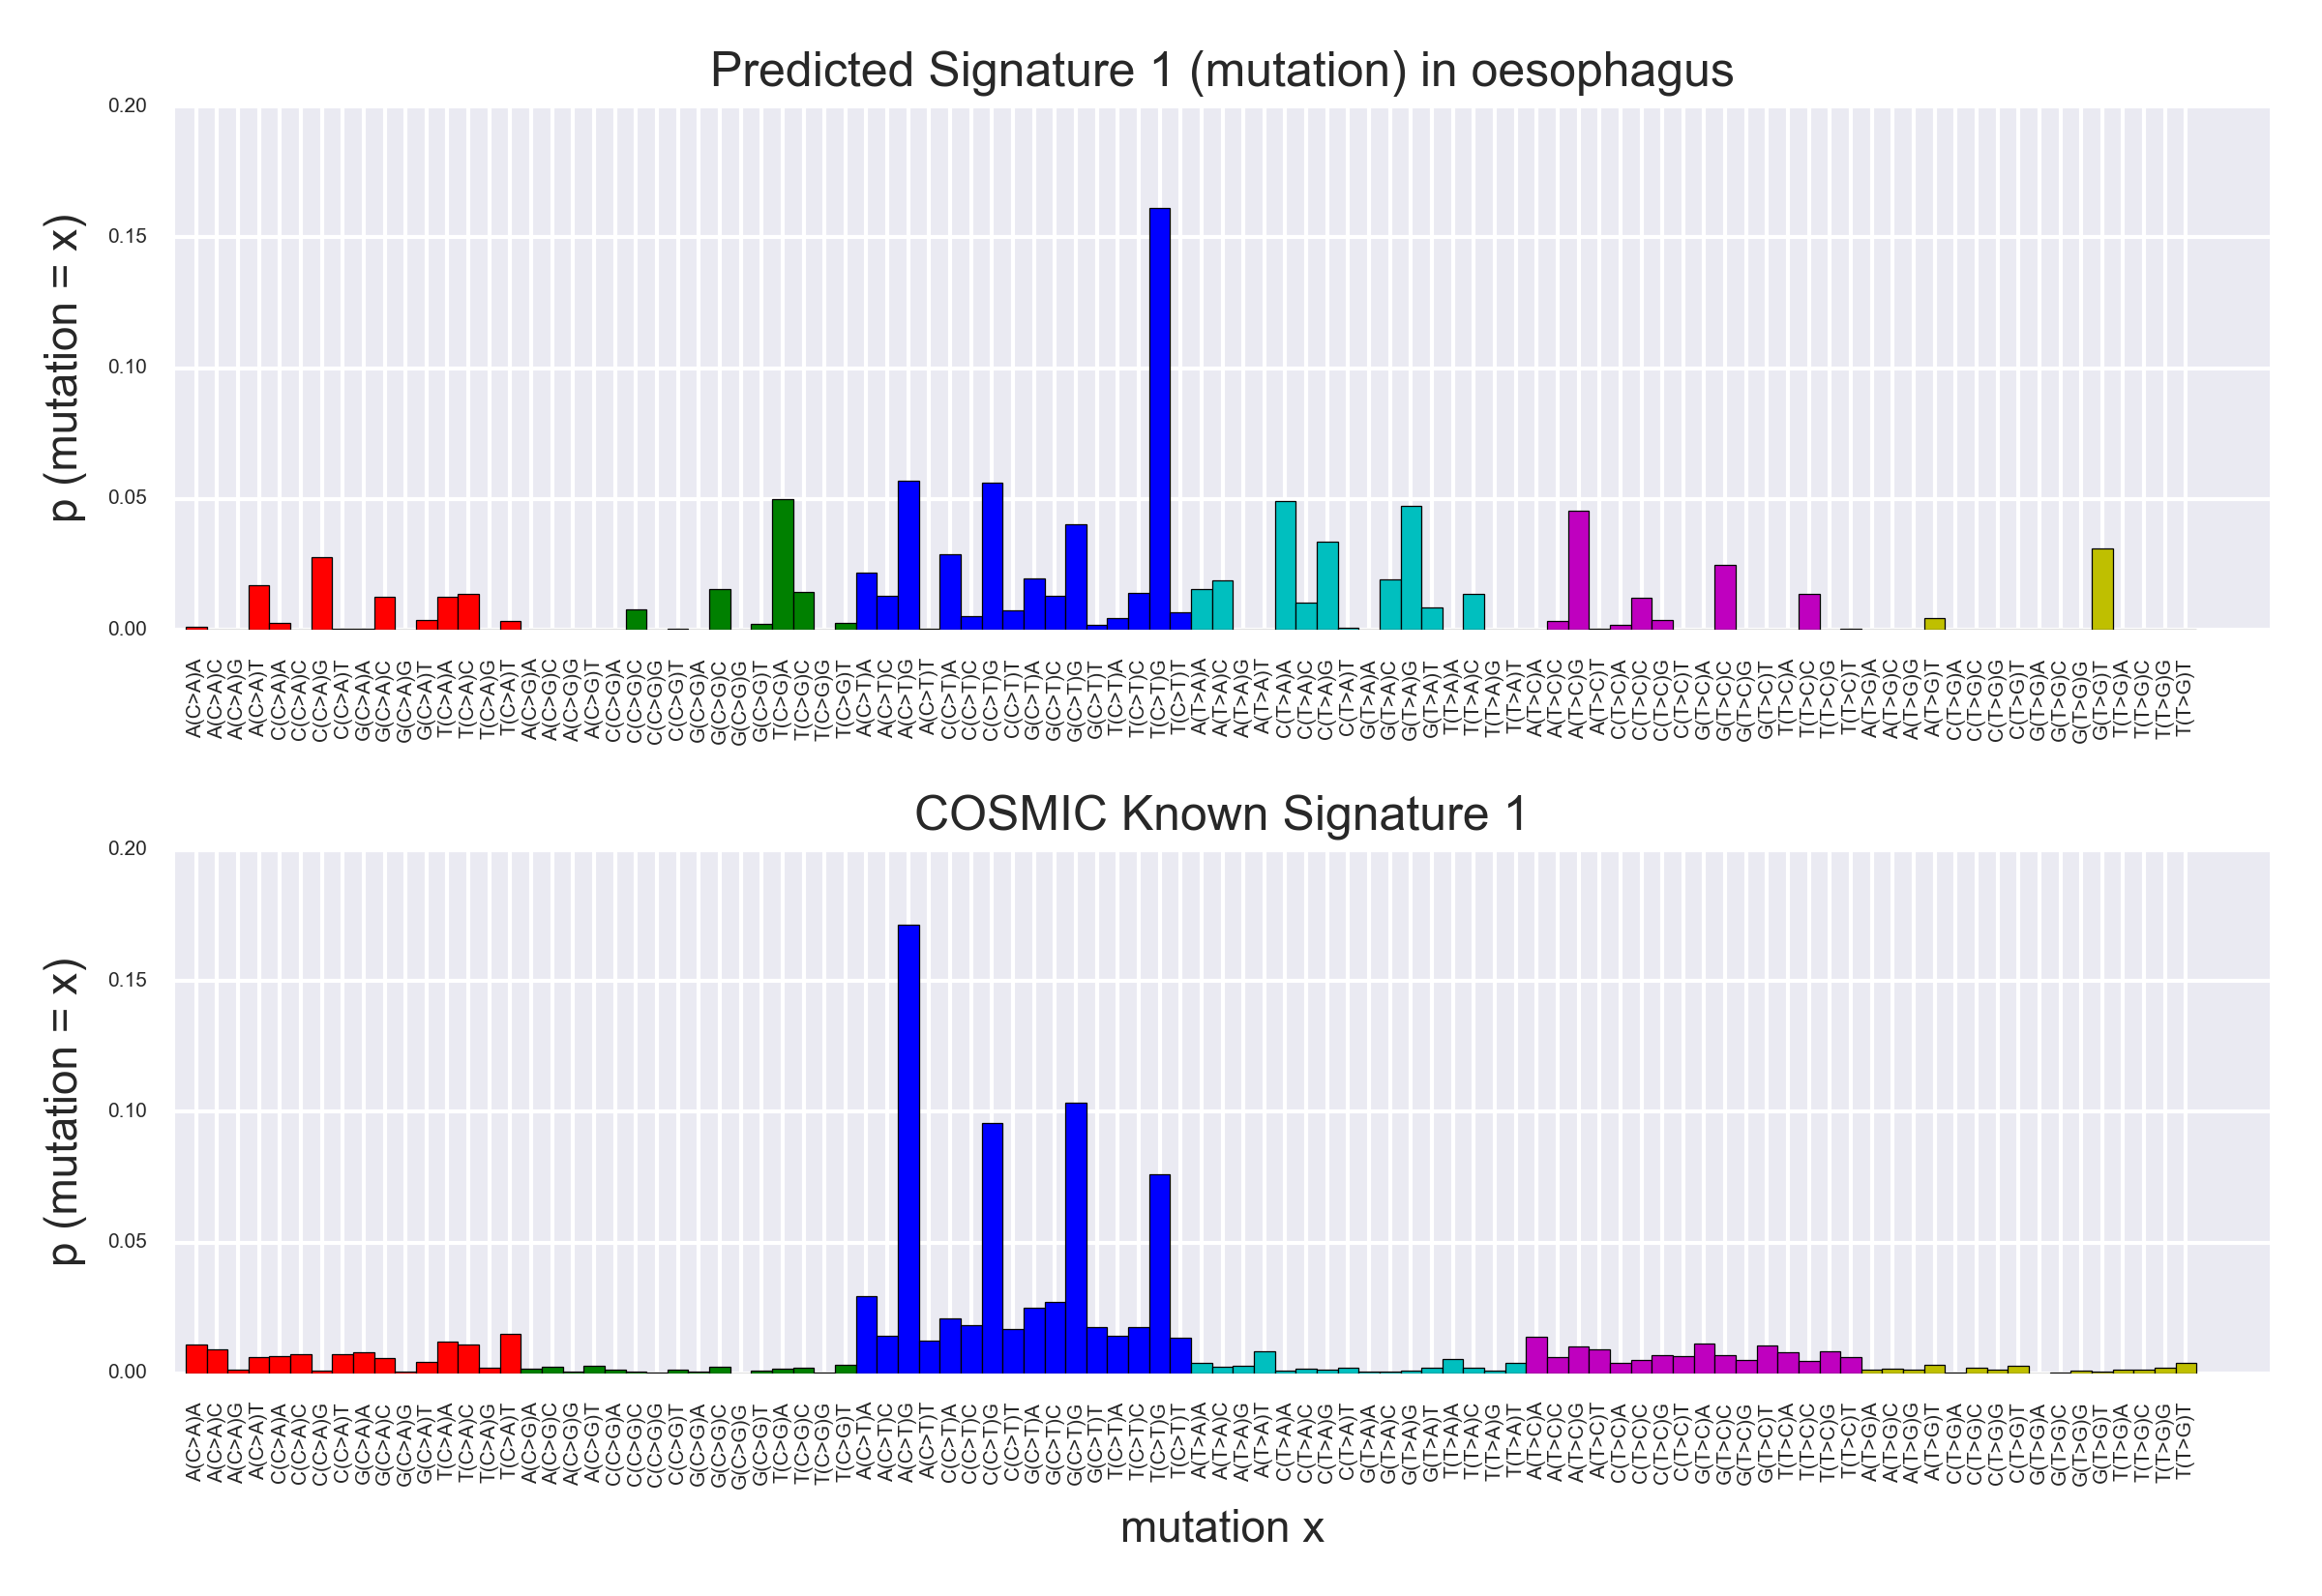 Predicted Signature 1 (mutation) in oesophagus
p (mutation = x)
0.20
0.15
0.10
0.05
0.00
A(C>A)A A(C>A)C A(C>A)G A(C>A)T C(C>A)A C(C>A)C C(C>A)G C(C>A)T G(C>A)A G(C>A)C G(C>A)G G(C>A)T T(C>A)A T(C>A)C T(C>A)G T(C>A)T A(C>G)A A(C>G)C A(C>G)G A(C>G)T C(C>G)A C(C>G)C C(C>G)G C(C>G)T G(C>G)A G(C>G)C G(C>G)G G(C>G)T T(C>G)A T(C>G)C T(C>G)G T(C>G)T A(C>T)A A(C>T)C A(C>T)G A(C>T)T C(C>T)A C(C>T)C C(C>T)G C(C>T)T G(C>T)A G(C>T)C G(C>T)G G(C>T)T T(C>T)A T(C>T)C T(C>T)G T(C>T)T A(T>A)A A(T>A)C A(T>A)G A(T>A)T C(T>A)A C(T>A)C C(T>A)G C(T>A)T G(T>A)A G(T>A)C G(T>A)G G(T>A)T T(T>A)A T(T>A)C T(T>A)G T(T>A)T A(T>C)A A(T>C)C A(T>C)G A(T>C)T C(T>C)A C(T>C)C C(T>C)G C(T>C)T G(T>C)A G(T>C)C G(T>C)G G(T>C)T T(T>C)A T(T>C)C T(T>C)G T(T>C)T A(T>G)A A(T>G)C A(T>G)G A(T>G)T C(T>G)A C(T>G)C C(T>G)G C(T>G)T G(T>G)A G(T>G)C G(T>G)G G(T>G)T T(T>G)A T(T>G)C T(T>G)G T(T>G)T
COSMIC Known Signature 1
p (mutation = x)
0.20
0.15
0.10
0.05
0.00
A(C>A)A A(C>A)C A(C>A)G A(C>A)T C(C>A)A C(C>A)C C(C>A)G C(C>A)T G(C>A)A G(C>A)C G(C>A)G G(C>A)T T(C>A)A T(C>A)C T(C>A)G T(C>A)T A(C>G)A A(C>G)C A(C>G)G A(C>G)T C(C>G)A C(C>G)C C(C>G)G C(C>G)T G(C>G)A G(C>G)C G(C>G)G G(C>G)T T(C>G)A T(C>G)C T(C>G)G T(C>G)T A(C>T)A A(C>T)C A(C>T)G A(C>T)T C(C>T)A C(C>T)C C(C>T)G C(C>T)T G(C>T)A G(C>T)C G(C>T)G G(C>T)T T(C>T)A T(C>T)C T(C>T)G T(C>T)T A(T>A)A A(T>A)C A(T>A)G A(T>A)T C(T>A)A C(T>A)C C(T>A)G C(T>A)T G(T>A)A G(T>A)C G(T>A)G G(T>A)T T(T>A)A T(T>A)C T(T>A)G T(T>A)T A(T>C)A A(T>C)C A(T>C)G A(T>C)T C(T>C)A C(T>C)C C(T>C)G C(T>C)T G(T>C)A G(T>C)C G(T>C)G G(T>C)T T(T>C)A T(T>C)C T(T>C)G T(T>C)T A(T>G)A A(T>G)C A(T>G)G A(T>G)T C(T>G)A C(T>G)C C(T>G)G C(T>G)T G(T>G)A G(T>G)C G(T>G)G G(T>G)T T(T>G)A T(T>G)C T(T>G)G T(T>G)T
mutation x